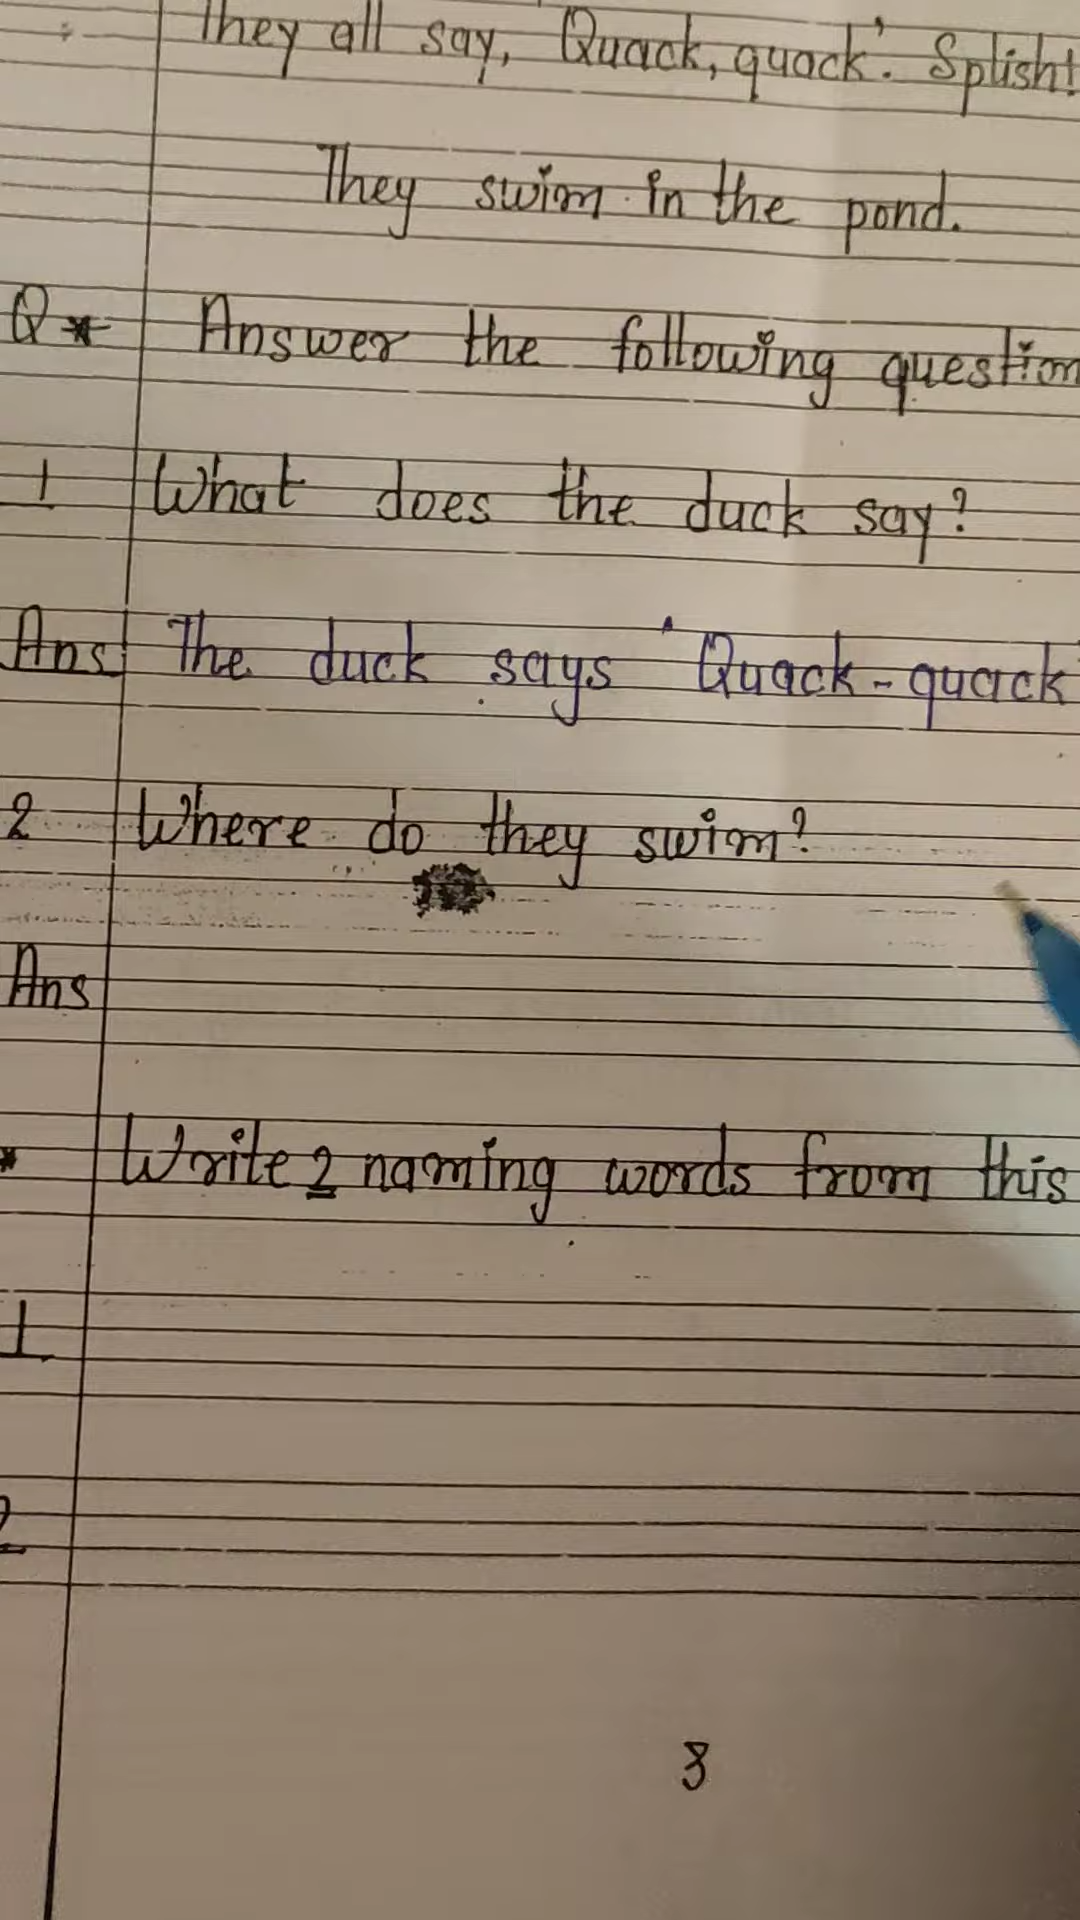 They all say, 'Quack, quack'. Splish!
They swim in the pond.
Q* Answer the following question
1 What does the duck say?
Ans The duck says "Quack-quack
2 Where do they swim?
Ans
* Write 2 naming words from this
1
2
3